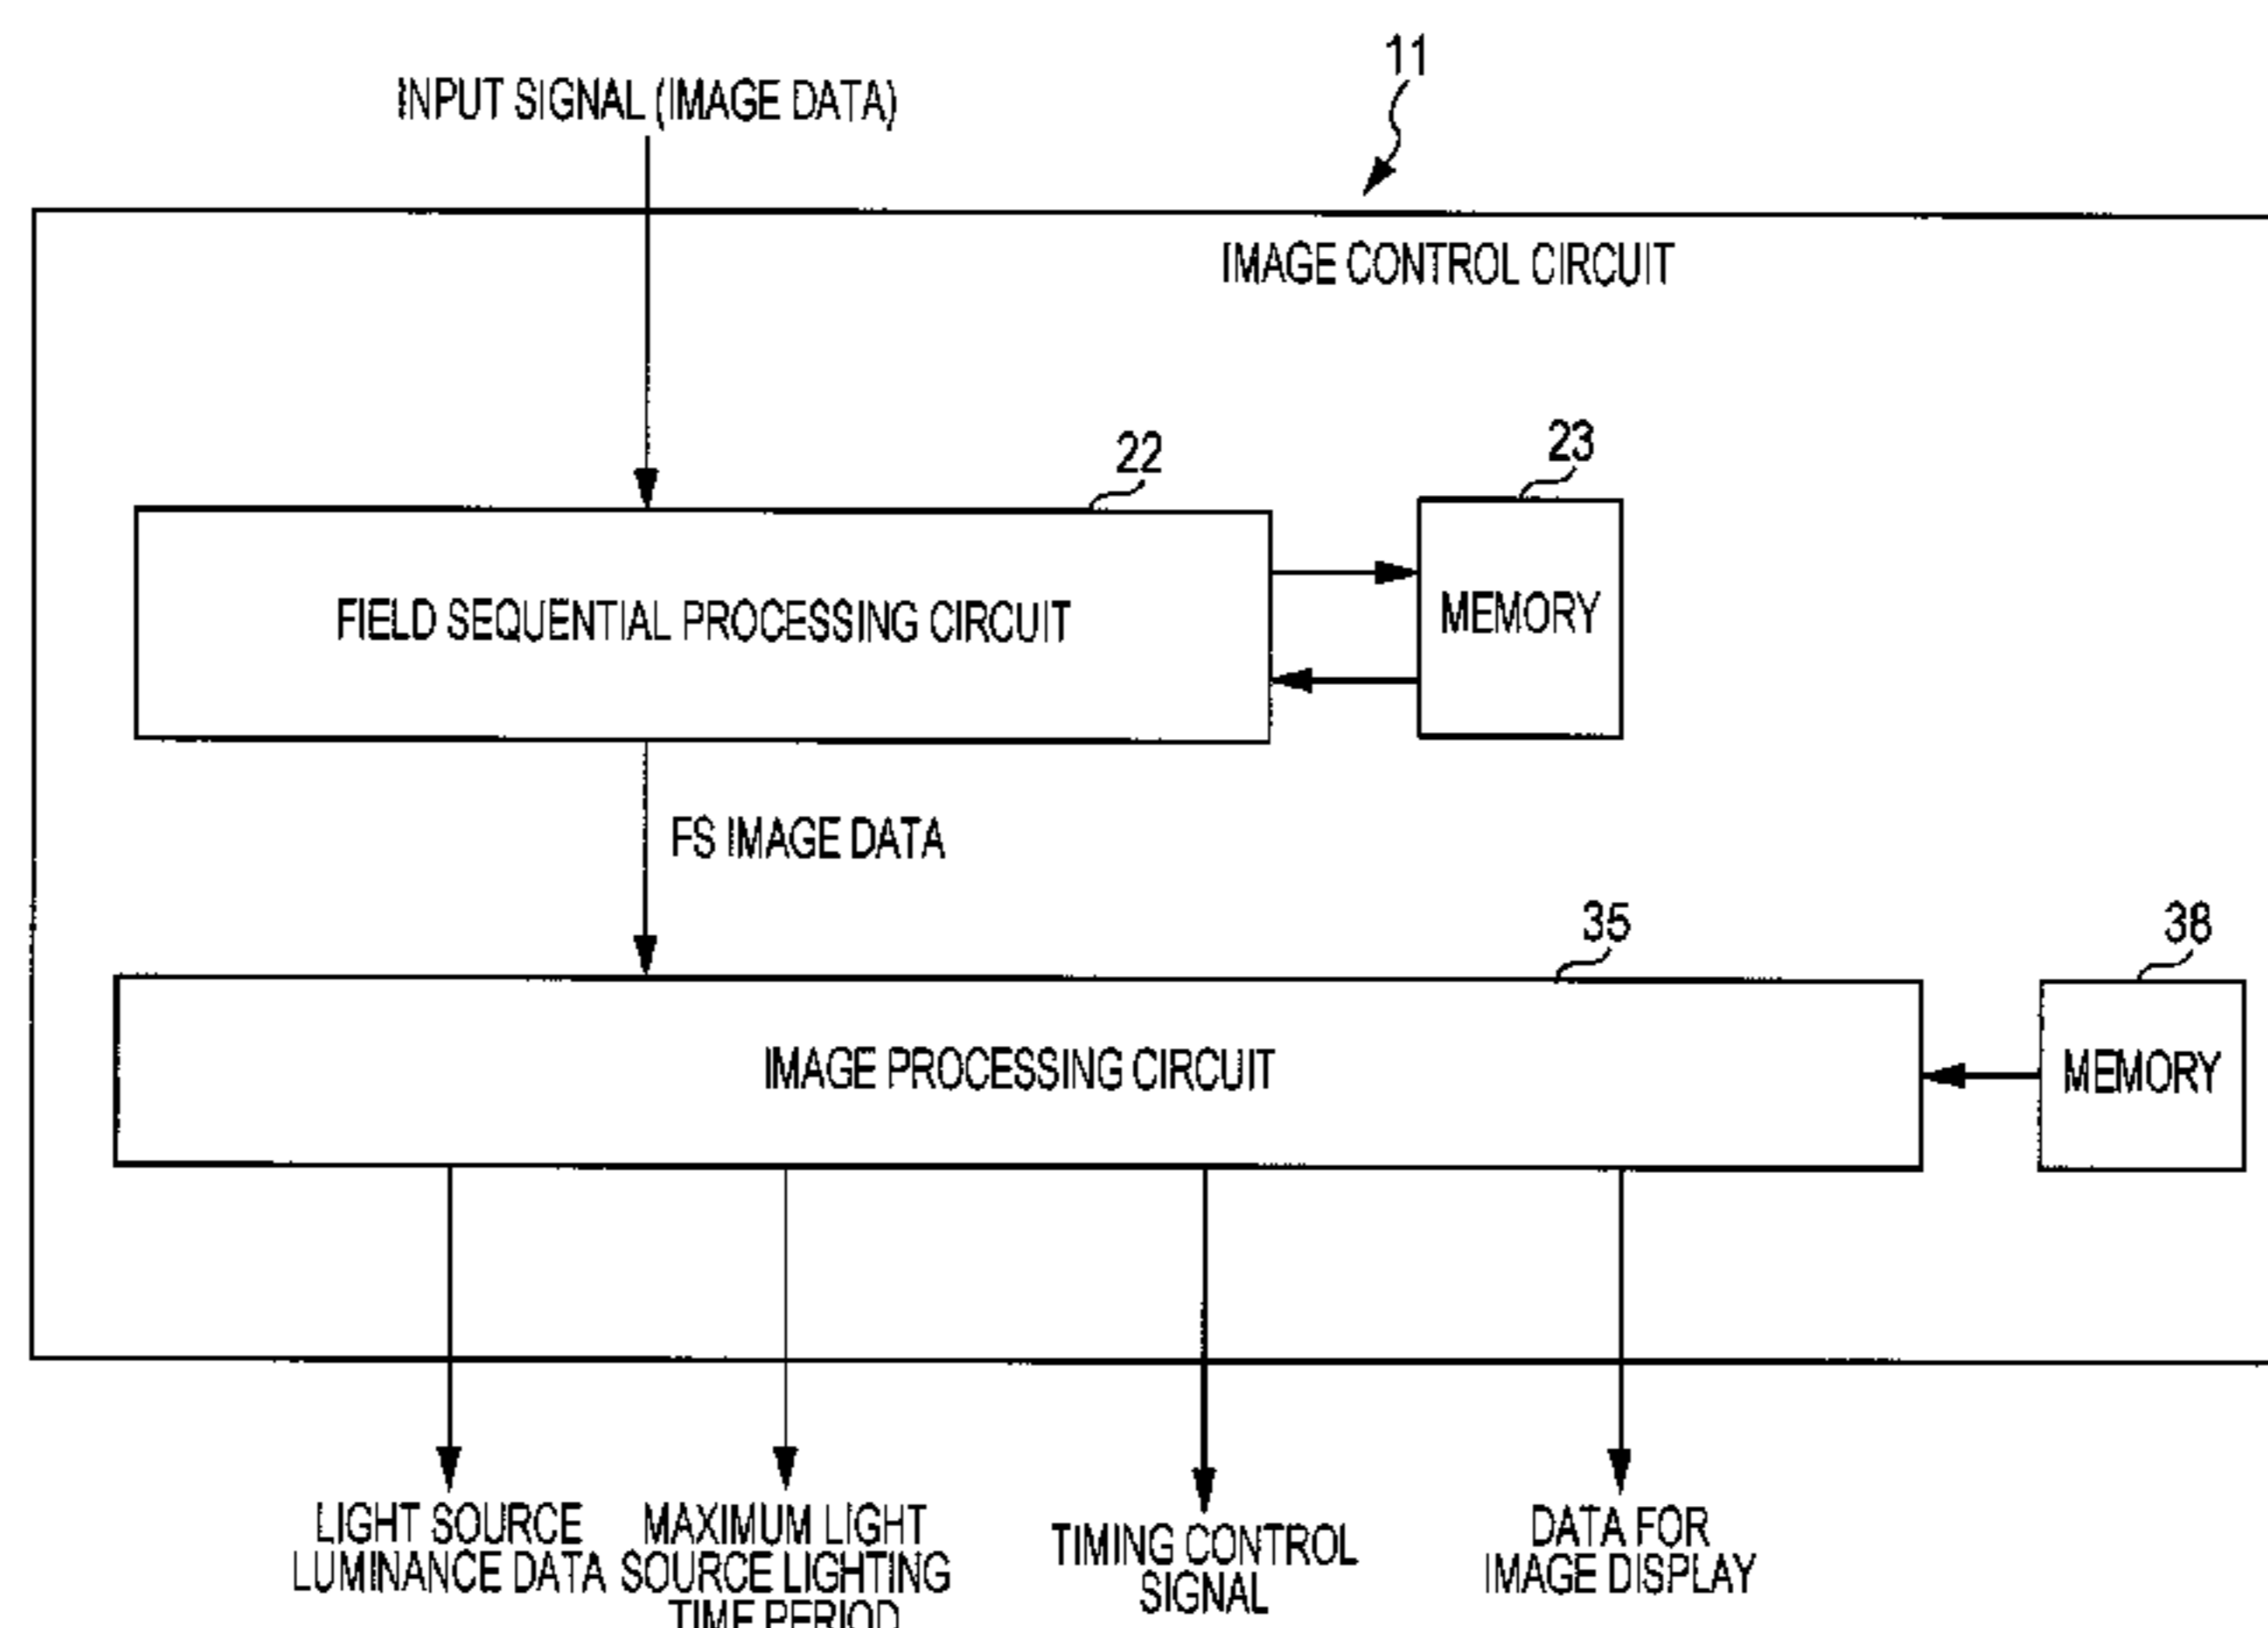 11
INPUT SIGNAL (IMAGE DATA)
IMAGE CONTROL CIRCUIT
22
23
FIELD SEQUENTIAL PROCESSING CIRCUIT
MEMORY
FS IMAGE DATA
35
38
IMAGE PROCESSING CIRCUIT
MEMORY
LIGHT SOURCE
LUMINANCE DATA
MAXIMUM LIGHT
SOURCE LIGHTING
TIME PERIOD
TIMING CONTROL
SIGNAL
DATA FOR
IMAGE DISPLAY